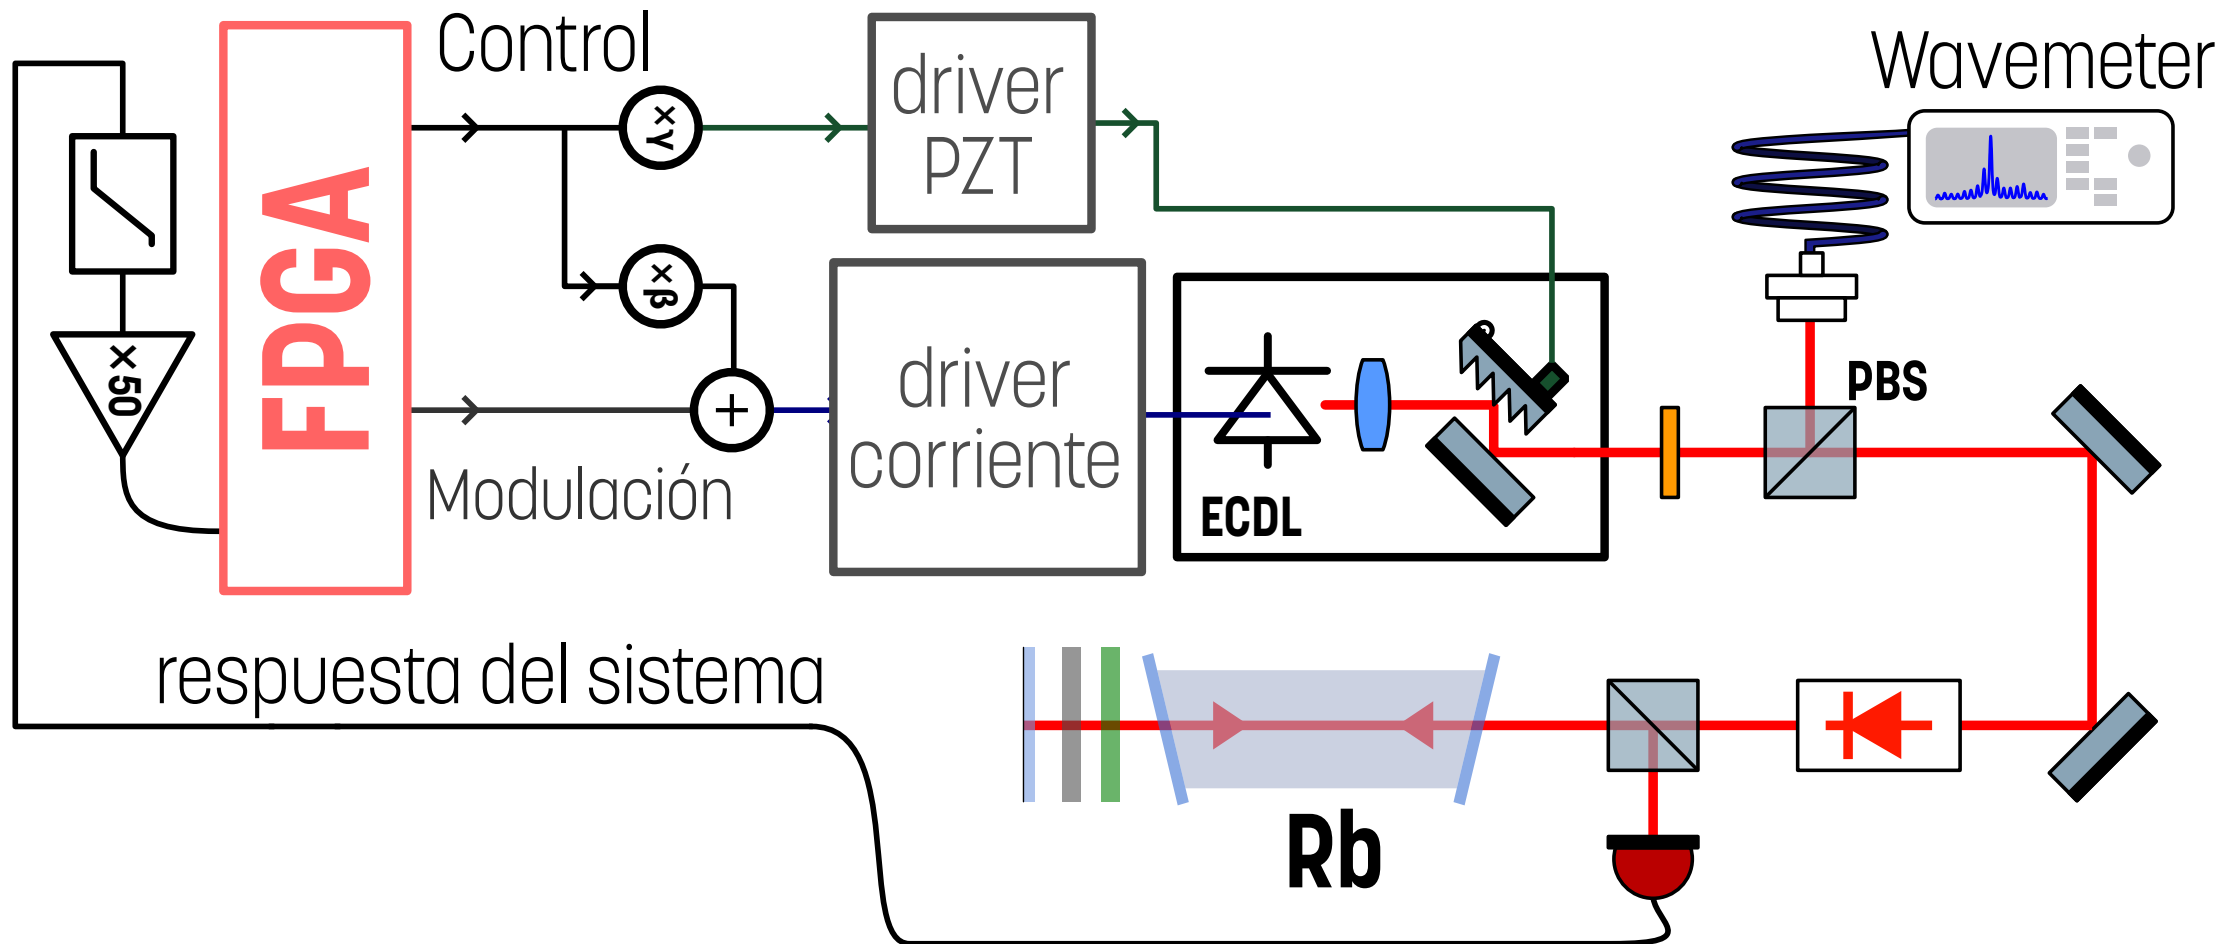 Control
driver
PZT
Wavemeter
×γ
FPGA
×β
×50
driver
corriente
+
PBS
ECDL
Modulación
respuesta del sistema
Rb